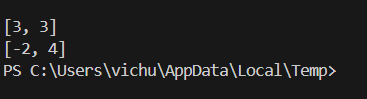 [3, 3]
[-2, 4]
PS C:\Users\vichu\AppData\Local\Temp>